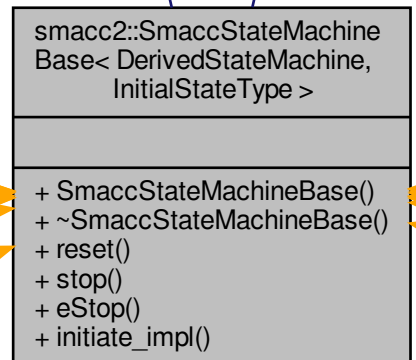 smacc2::SmaccStateMachine
Base< DerivedStateMachine,
InitialStateType >
+ SmaccStateMachineBase()
+ ~SmaccStateMachineBase()
+ reset()
+ stop()
+ eStop()
+ initiate_impl()